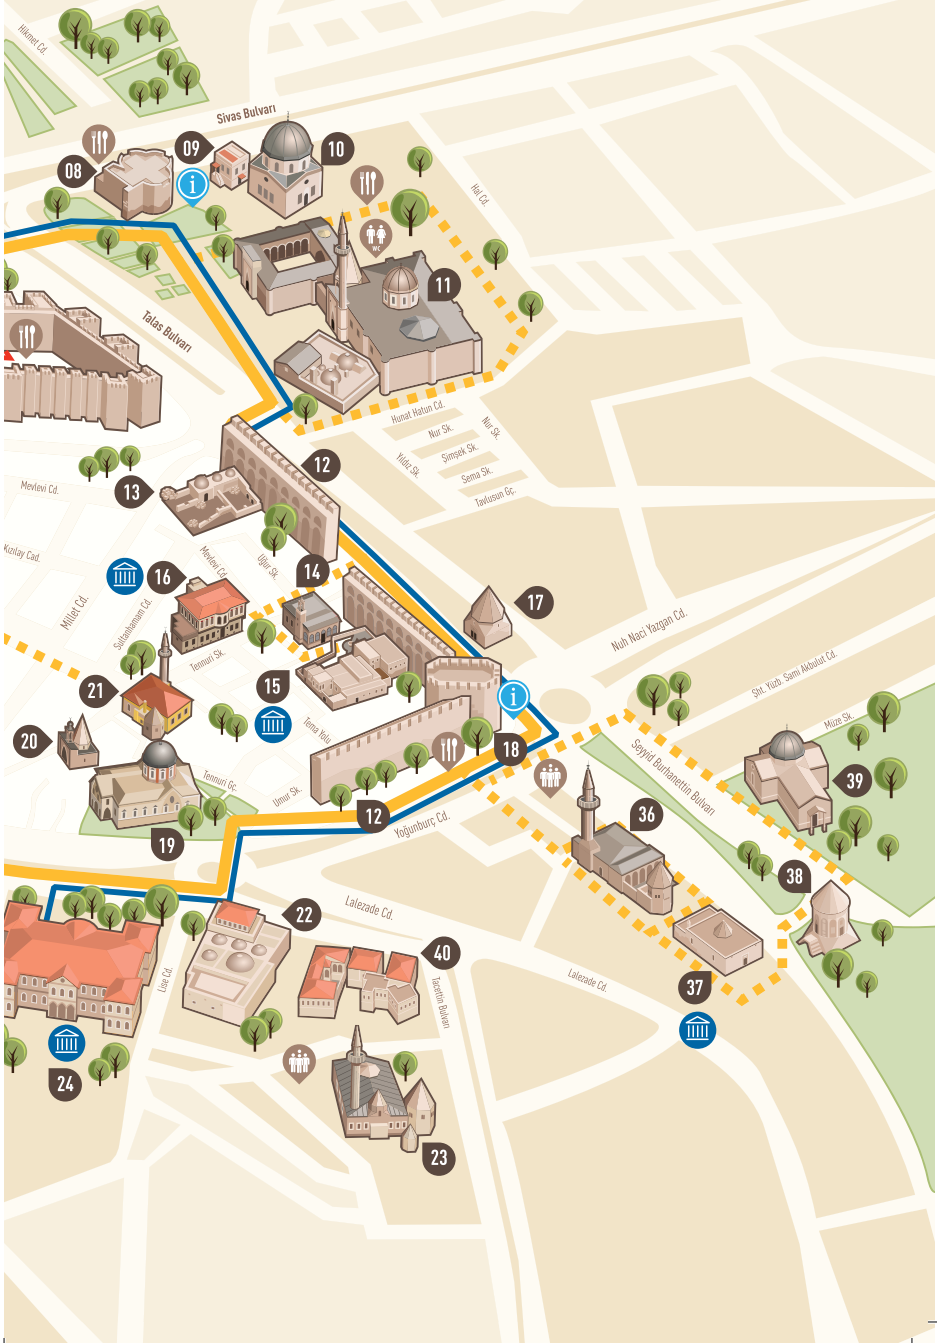 Hikmet Cd.
Sivas Bulvarı
09
10
08
i
Hal Cd.
WC
11
Talas Bulvarı
Hunat Hatun Cd.
Nur Sk.
Nur Sk.
Şimşek Sk.
Yıldız Sk.
Sema Sk.
Tavlusun Gç.
12
13
Mevlevi Cd.
Kızılay Cad.
Mevlevi Cd.
Uğur Sk.
14
16
Millet Cd.
Sultanhamam Cd.
17
Nuh Naci Yazgan Cd.
Tennuri Sk.
Şht. Yüzb. Sami Akbulut Cd.
15
21
i
Müze Sk.
Tema Yolu
20
18
Seyyid Burhanettin Bulvarı
39
Tennuri Gç.
Umur Sk.
12
36
Yoğunburç Cd.
19
38
Lalezade Cd.
22
40
Lise Cd.
Lalezade Cd.
37
Tacettin Bulvarı
24
23